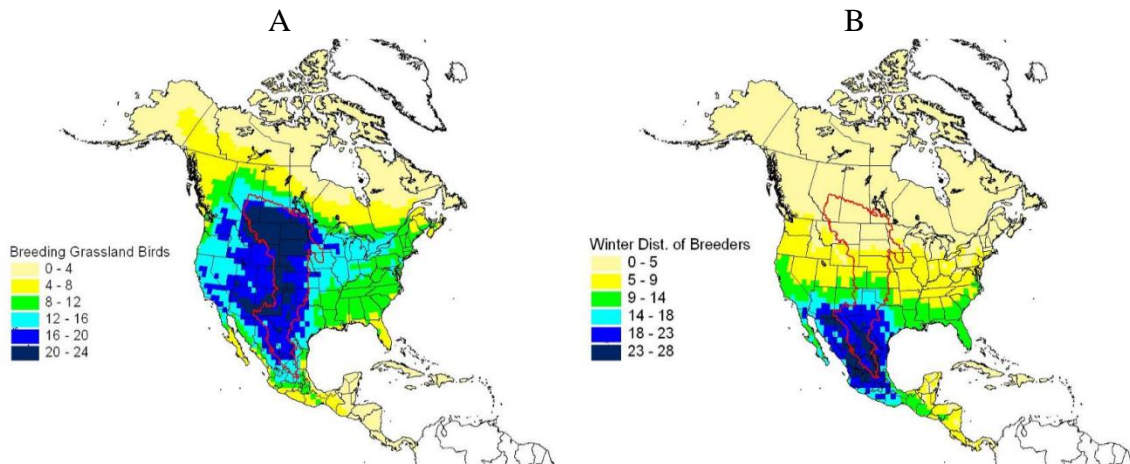 A
B
Breeding Grassland Birds
0 - 4
4 - 8
8 - 12
12 - 16
16 - 20
20 - 24
Winter Dist. of Breeders
0 - 5
5 - 9
9 - 14
14 - 18
18 - 23
23 - 28